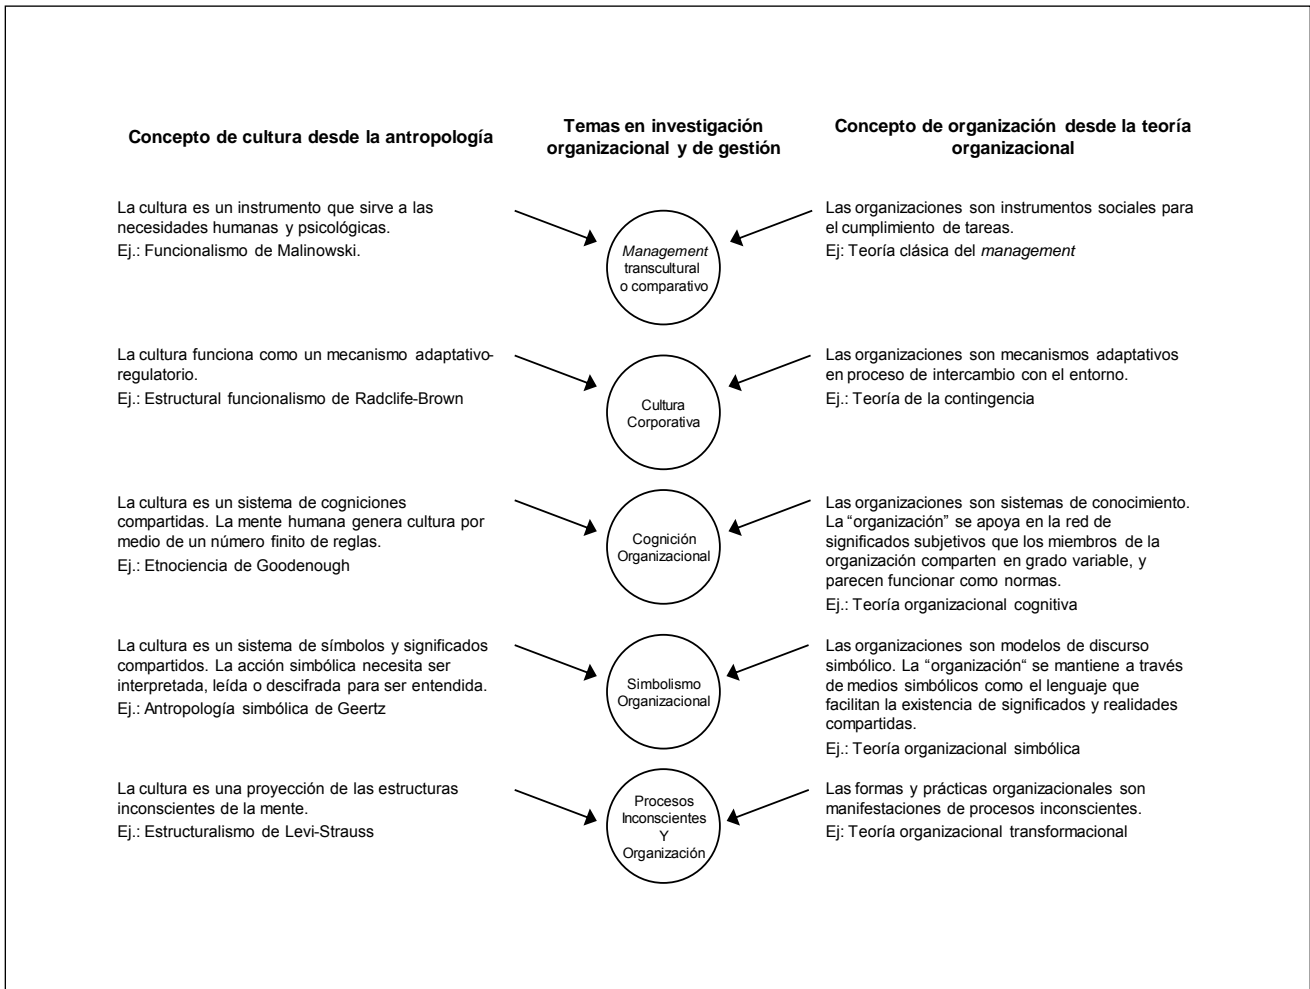 Concepto de cultura desde la antropología
Temas en investigación
organizacional y de gestión
Concepto de organización desde la teoría
organizacional
La cultura es un instrumento que sirve a las
necesidades humanas y psicológicas.
Ej.: Funcionalismo de Malinowski.
Management
transcultural
o comparativo
Las organizaciones son instrumentos sociales para
el cumplimiento de tareas.
Ej: Teoría clásica del management
La cultura funciona como un mecanismo adaptativo-
regulatorio.
Ej.: Estructural funcionalismo de Radclife-Brown
Cultura
Corporativa
Las organizaciones son mecanismos adaptativos
en proceso de intercambio con el entorno.
Ej.: Teoría de la contingencia
La cultura es un sistema de cogniciones
compartidas. La mente humana genera cultura por
medio de un número finito de reglas.
Ej.: Etnociencia de Goodenough
Cognición
Organizacional
Las organizaciones son sistemas de conocimiento.
La “organización” se apoya en la red de
significados subjetivos que los miembros de la
organización comparten en grado variable, y
parecen funcionar como normas.
Ej.: Teoría organizacional cognitiva
La cultura es un sistema de símbolos y significados
compartidos. La acción simbólica necesita ser
interpretada, leída o descifrada para ser entendida.
Ej.: Antropología simbólica de Geertz
Simbolismo
Organizacional
Las organizaciones son modelos de discurso
simbólico. La “organización“ se mantiene a través
de medios simbólicos como el lenguaje que
facilitan la existencia de significados y realidades
compartidas.
Ej.: Teoría organizacional simbólica
La cultura es una proyección de las estructuras
inconscientes de la mente.
Ej.: Estructuralismo de Levi-Strauss
Procesos
Inconscientes
Y
Organización
Las formas y prácticas organizacionales son
manifestaciones de procesos inconscientes.
Ej: Teoría organizacional transformacional